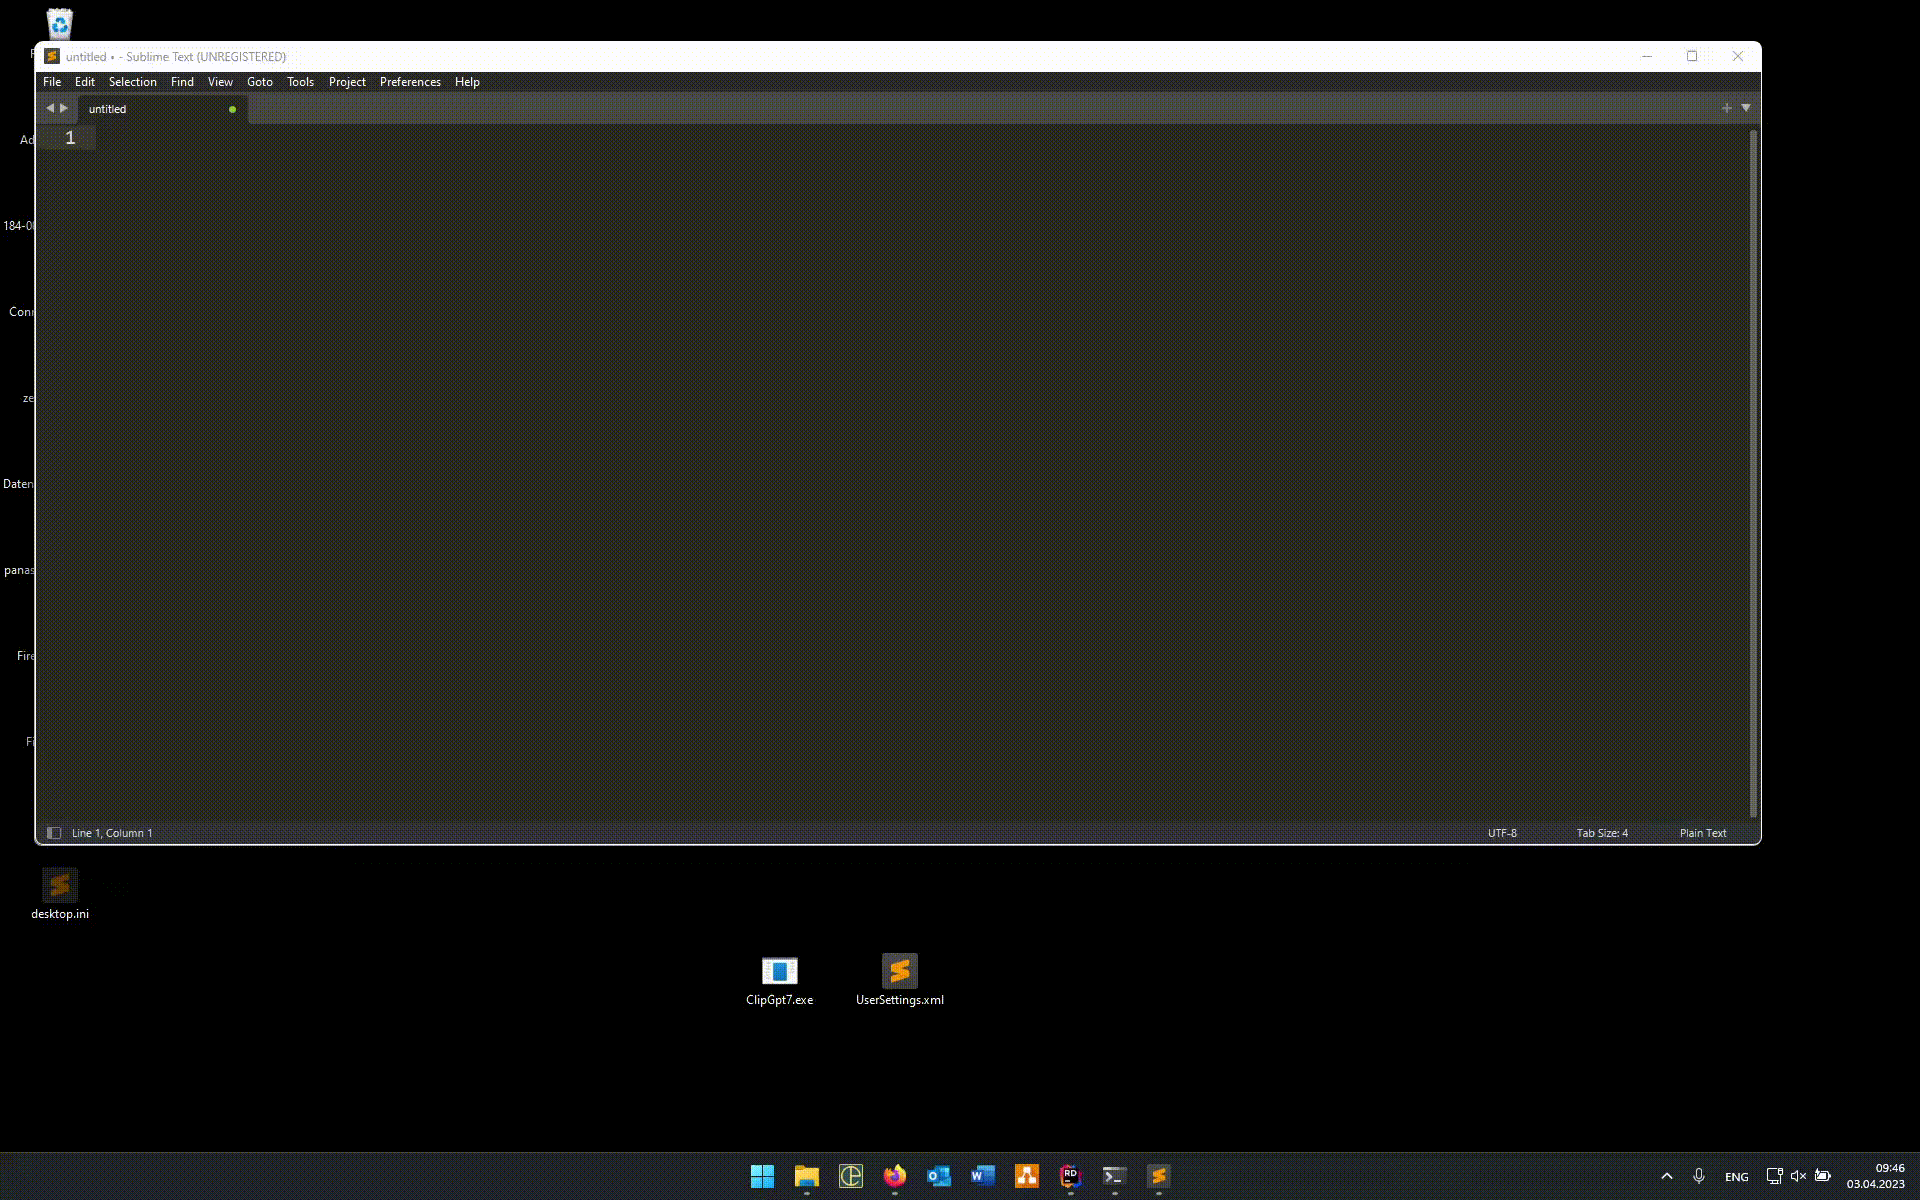 untitled • - Sublime Text (UNREGISTERED)
File Edit Selection Find View Goto Tools Project Preferences Help
untitled
1
Ad
184-0
Conr
ze
Daten
panas
Fire
Fi
Line 1, Column 1
UTF-8 Tab Size: 4 Plain Text
desktop.ini
ClipGpt7.exe UserSettings.xml
RD
ENG
09:46
03.04.2023